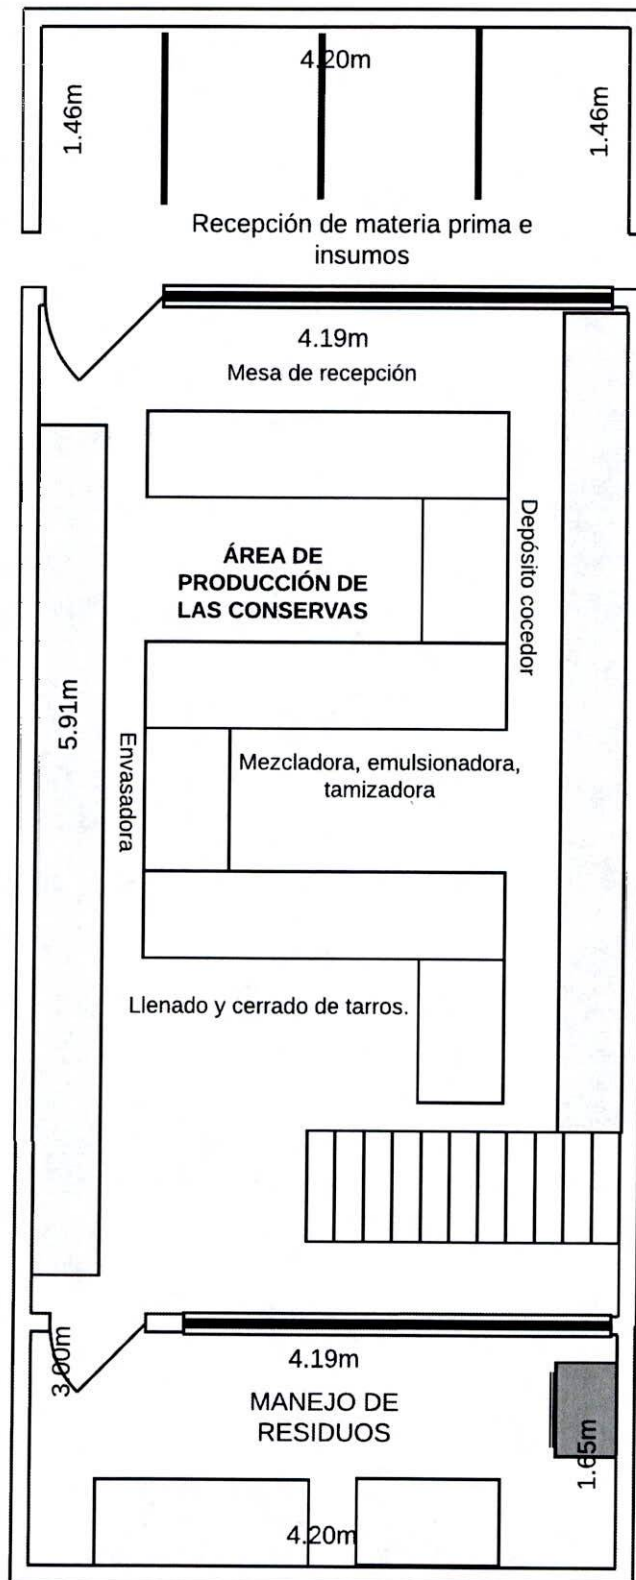 4.20m
1.46m
1.46m
Recepción de materia prima e
insumos
4.19m
Mesa de recepción
Depósito cocedor
ÁREA DE
PRODUCCIÓN DE
LAS CONSERVAS
5.91m
Envasadora
Mezcladora, emulsionadora,
tamizadora
Llenado y cerrado de tarros.
3.00m
4.19m
MANEJO DE
RESIDUOS
1.65m
4.20m